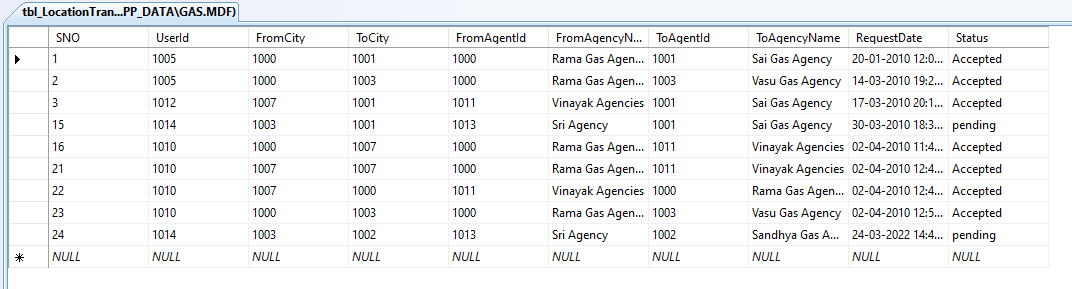 tbl_LocationTran...PP_DATA\GAS.MDF)
SNO UserId FromCity ToCity FromAgentId FromAgencyN... ToAgentId ToAgencyName RequestDate Status
1 1005 1000 1001 1000 Rama Gas Agen... 1001 Sai Gas Agency 20-01-2010 12:0... Accepted
2 1005 1000 1003 1000 Rama Gas Agen... 1003 Vasu Gas Agency 14-03-2010 19:2... Accepted
3 1012 1007 1001 1011 Vinayak Agencies 1001 Sai Gas Agency 17-03-2010 20:1... Accepted
15 1014 1003 1001 1013 Sri Agency 1001 Sai Gas Agency 30-03-2010 18:3... pending
16 1010 1000 1007 1000 Rama Gas Agen... 1011 Vinayak Agencies 02-04-2010 11:4... Accepted
21 1010 1007 1007 1000 Rama Gas Agen... 1011 Vinayak Agencies 02-04-2010 12:4... Accepted
22 1010 1007 1000 1011 Vinayak Agencies 1000 Rama Gas Agen... 02-04-2010 12:4... Accepted
23 1010 1000 1003 1000 Rama Gas Agen... 1003 Vasu Gas Agency 02-04-2010 12:5... Accepted
24 1014 1003 1002 1013 Sri Agency 1002 Sandhya Gas A... 24-03-2022 14:4... pending
NULL NULL NULL NULL NULL NULL NULL NULL NULL NULL